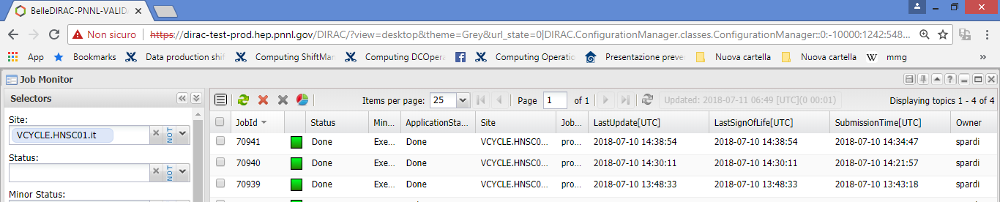 BelleDIRAC-PNNL-VALID
Non sicuro https://dirac-test-prod.hep.pnnl.gov/DIRAC/?view=desktop&theme=Grey&url_state=0|DIRAC.ConfigurationManager.classes.ConfigurationManager::0:-10000:1242:548...
App Bookmarks Data production shif Computing ShiftMan Computing DCOpera Computing Operatio Presentazione preve Nuova cartella Nuova cartella W mmg »
Job Monitor
Selectors
Items per page: 25 Page 1 of 1 Updated: 2018-07-11 06:49 [UTC](0 00:01) Displaying topics 1 - 4 of 4
Site:
VCYCLE.HNSC01.it NOT
Status:
NOT
Minor Status:
JobId Status Min... ApplicationSta... Site Job... LastUpdate[UTC] LastSignOfLife[UTC] SubmissionTime[UTC] Owner
70941 Done Exe... Done VCYCLE.HNSC0... pro... 2018-07-10 14:38:54 2018-07-10 14:38:54 2018-07-10 14:34:47 spardi
70940 Done Exe... Done VCYCLE.HNSC0... pro... 2018-07-10 14:30:11 2018-07-10 14:30:11 2018-07-10 14:21:57 spardi
70939 Done Exe... Done VCYCLE.HNSC0... pro... 2018-07-10 13:48:33 2018-07-10 13:48:33 2018-07-10 13:43:18 spardi